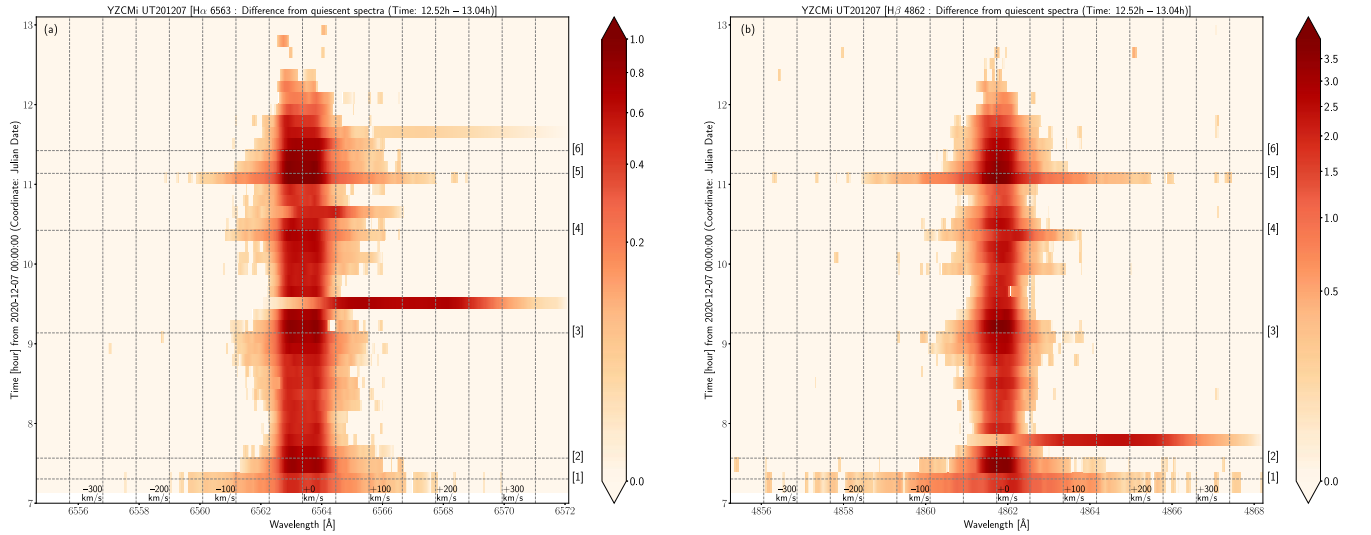 YZCMi UT201207 [Hα 6563 : Difference from quiescent spectra (Time: 12.52h − 13.04h)]
(a)
Time [hour] from 2020-12-07 00:00:00 (Coordinate: Julian Date)
13
12
11
10
9
8
7
[6]
[5]
[4]
[3]
[2]
[1]
−300 km/s
−200 km/s
−100 km/s
+0 km/s
+100 km/s
+200 km/s
+300 km/s
6556 6558 6560 6562 6564 6566 6568 6570 6572
Wavelength [Å]
1.0
0.8
0.6
0.4
0.2
0.0
YZCMi UT201207 [Hβ 4862 : Difference from quiescent spectra (Time: 12.52h − 13.04h)]
(b)
Time [hour] from 2020-12-07 00:00:00 (Coordinate: Julian Date)
13
12
11
10
9
8
7
[6]
[5]
[4]
[3]
[2]
[1]
−300 km/s
−200 km/s
−100 km/s
+0 km/s
+100 km/s
+200 km/s
+300 km/s
4856 4858 4860 4862 4864 4866 4868
Wavelength [Å]
3.5
3.0
2.5
2.0
1.5
1.0
0.5
0.0